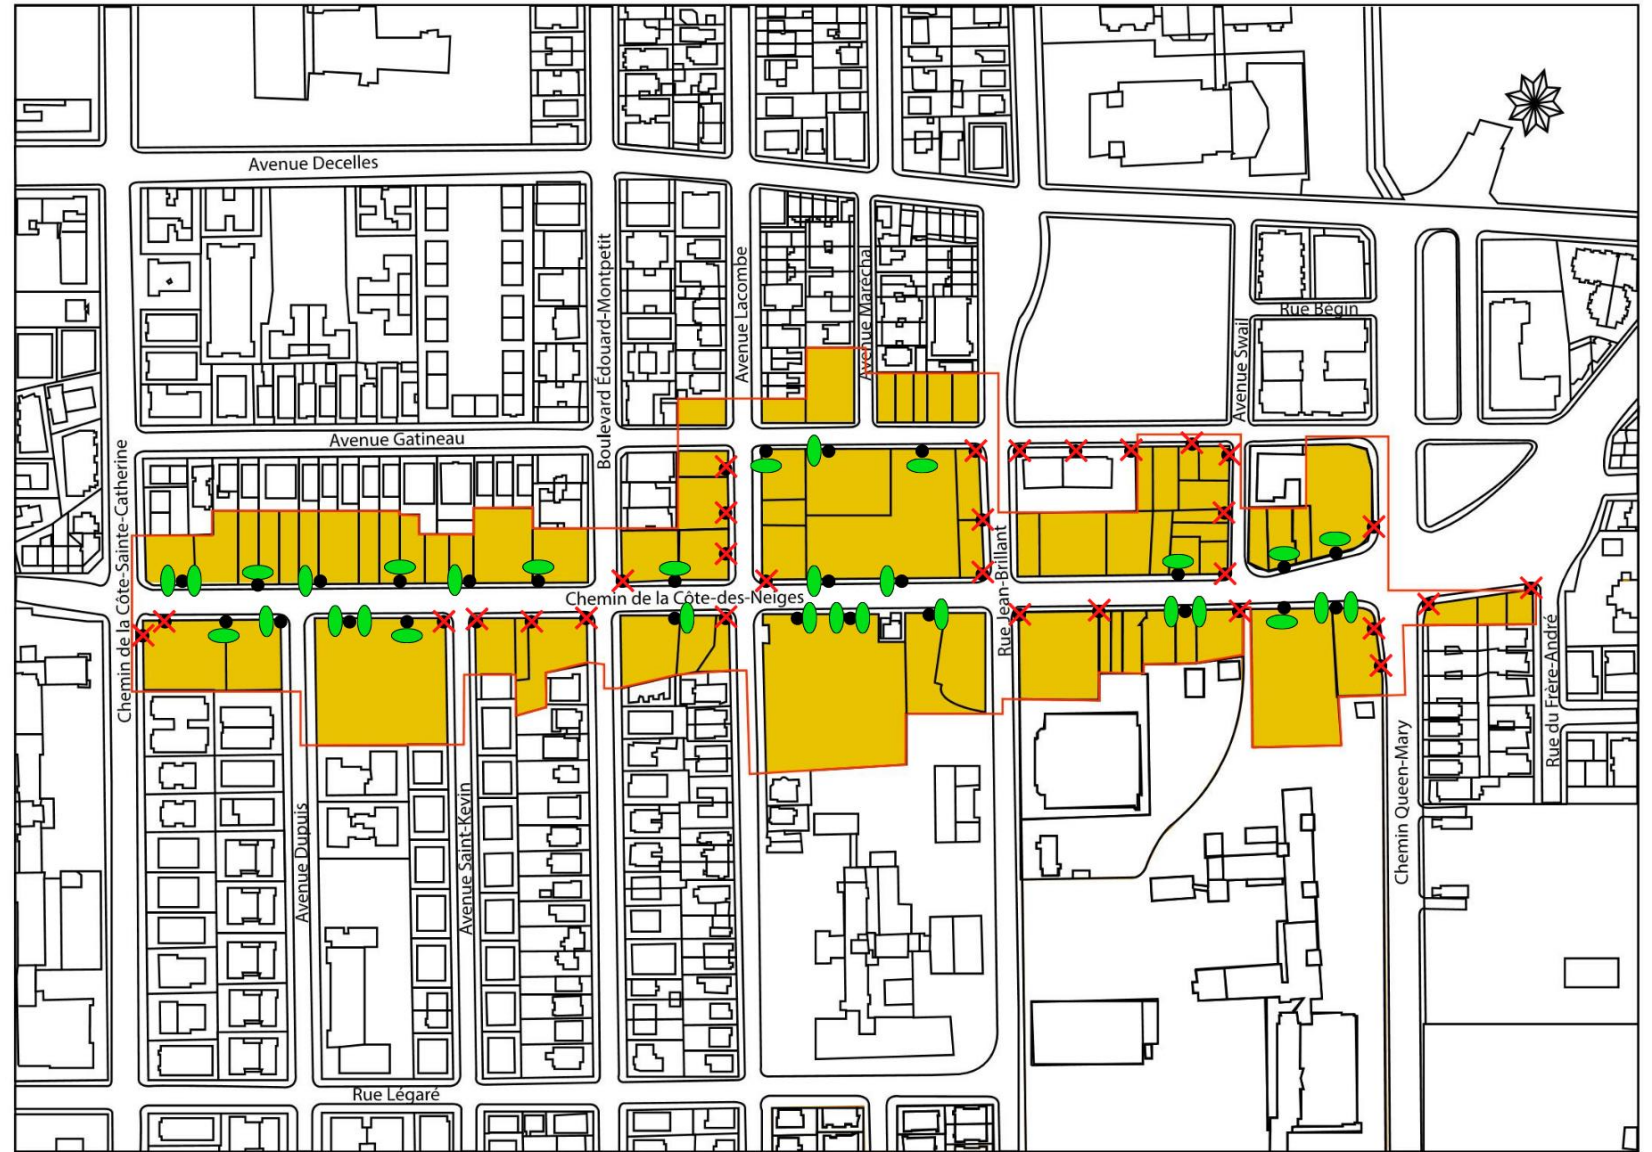 Avenue Decelles
Boulevard Édouard-Montpetit
Avenue Lacombe
Avenue Maréchal
Avenue Swail
Rue Bégin
Avenue Gatineau
Chemin de la Côte-Sainte-Catherine
Chemin de la Côte-des-Neiges
Rue Jean-Brillant
Rue du Frère-André
Chemin Queen-Mary
Avenue Dupuis
Avenue Saint-Kevin
Rue Légaré